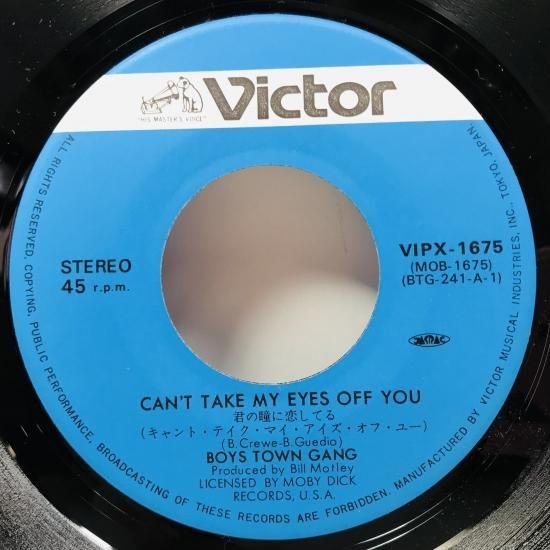 Victor
"HIS MASTER'S VOICE"
STEREO
45 r.p.m.
VIPX-1675
(MOB-1675)
(BTG-241-A-1)
JASRAC
CAN'T TAKE MY EYES OFF YOU
君の瞳に恋してる
(キャント・テイク・マイ・アイズ・オフ・ユー)
(B.Crewe-B.Guedio)
BOYS TOWN GANG
Produced by Bill Motley
LICENSED BY MOBY DICK
RECORDS, U.S.A.
ALL RIGHTS RESERVED. COPYING, PUBLIC PERFORMANCE, BROADCASTING OF THESE RECORDS ARE FORBIDDEN. MANUFACTURED BY VICTOR MUSICAL INDUSTRIES, INC., TOKYO, JAPAN